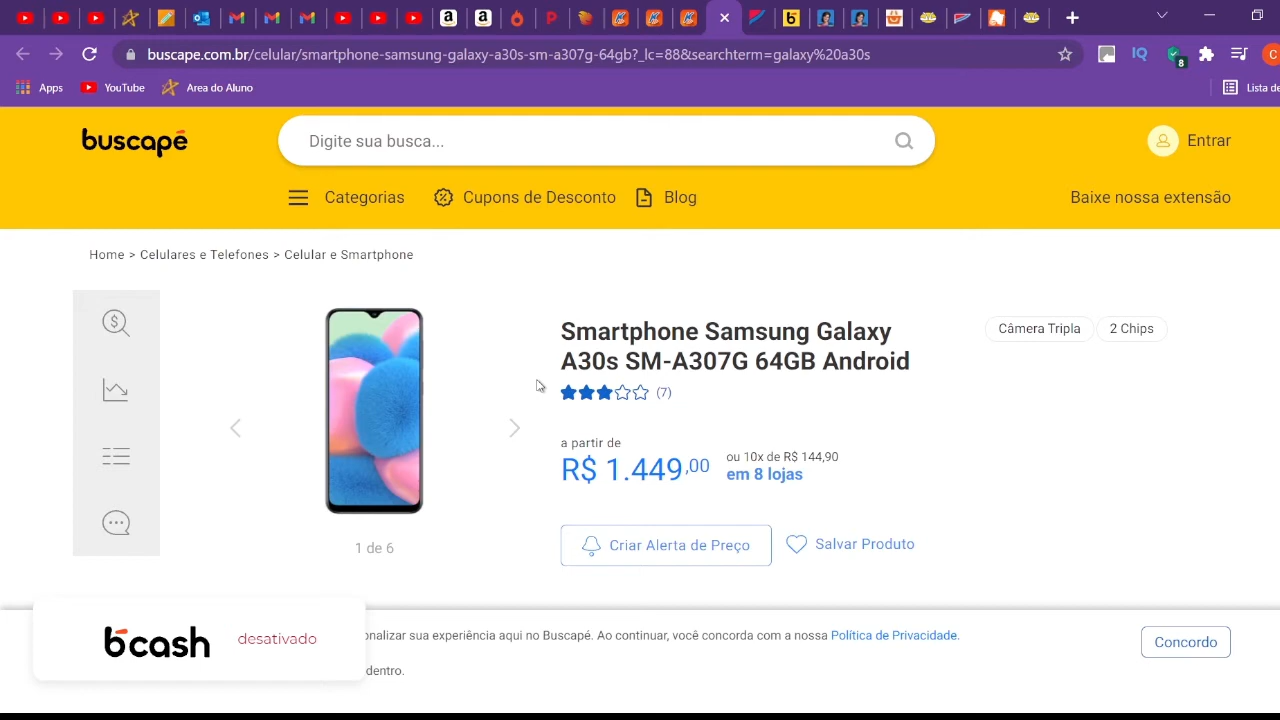 buscape.com.br/celular/smartphone-samsung-galaxy-a30s-sm-a307g-64gb?_lc=88&searchterm=galaxy%20a30s
IQ
8
C
Apps
YouTube
Area do Aluno
Lista de
buscapé
Digite sua busca...
Entrar
Categorias
Cupons de Desconto
Blog
Baixe nossa extensão
Home > Celulares e Telefones > Celular e Smartphone
Smartphone Samsung Galaxy
A30s SM-A307G 64GB Android
Câmera Tripla
2 Chips
(7)
a partir de
R$ 1.449,00
ou 10x de R$ 144,90
em 8 lojas
1 de 6
Criar Alerta de Preço
Salvar Produto
bcash
desativado
onalizar sua experiência aqui no Buscapé. Ao continuar, você concorda com a nossa Política de Privacidade.
dentro.
Concordo